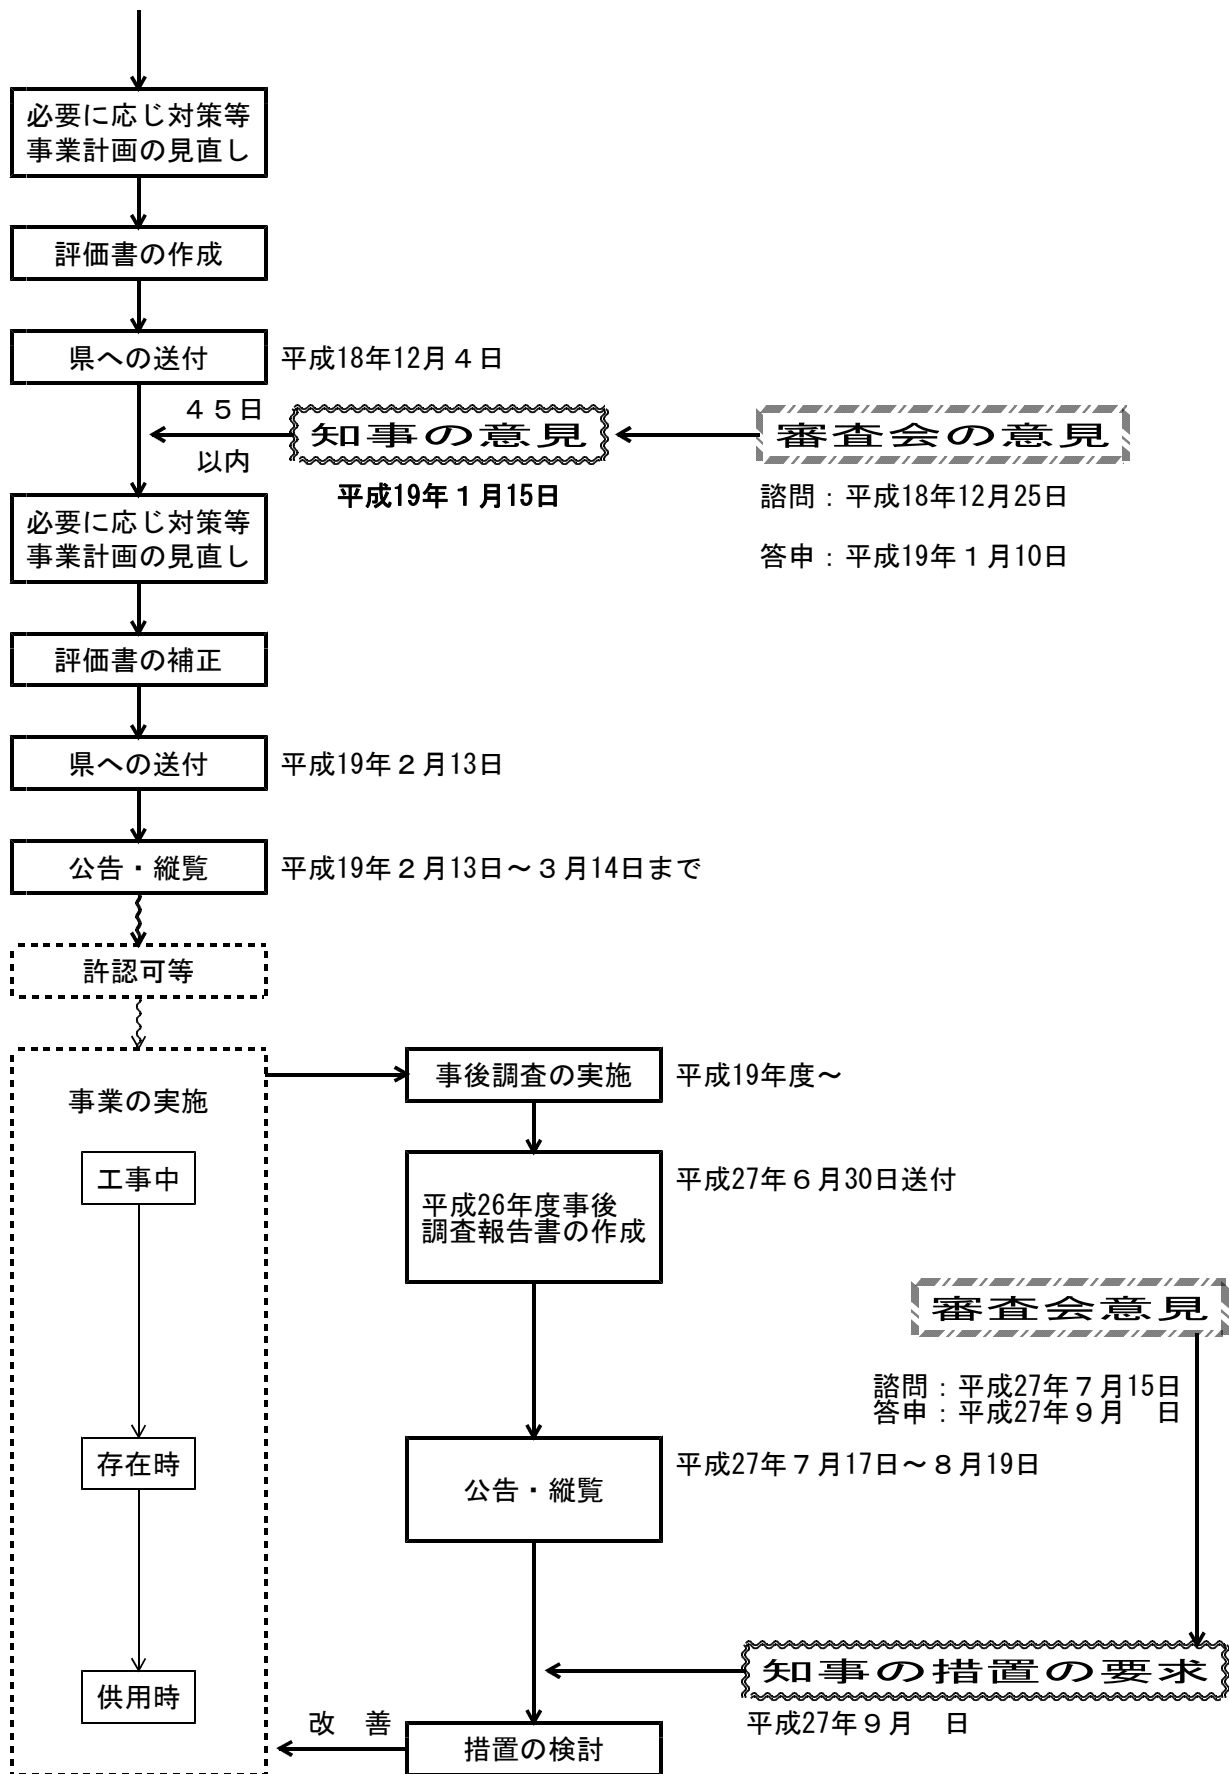 必要に応じ対策等
事業計画の見直し
評価書の作成
県への送付
平成18年12月４日
４５日
以内
知事の意見
平成19年１月15日
審査会の意見
諮問：平成18年12月25日
答申：平成19年１月10日
必要に応じ対策等
事業計画の見直し
評価書の補正
県への送付
平成19年２月13日
公告・縦覧
平成19年２月13日～３月14日まで
許認可等
事業の実施
工事中
存在時
供用時
事後調査の実施
平成19年度～
平成26年度事後
調査報告書の作成
平成27年６月30日送付
審査会意見
諮問：平成27年７月15日
答申：平成27年９月　日
公告・縦覧
平成27年７月17日～８月19日
知事の措置の要求
平成27年９月　日
改　善
措置の検討